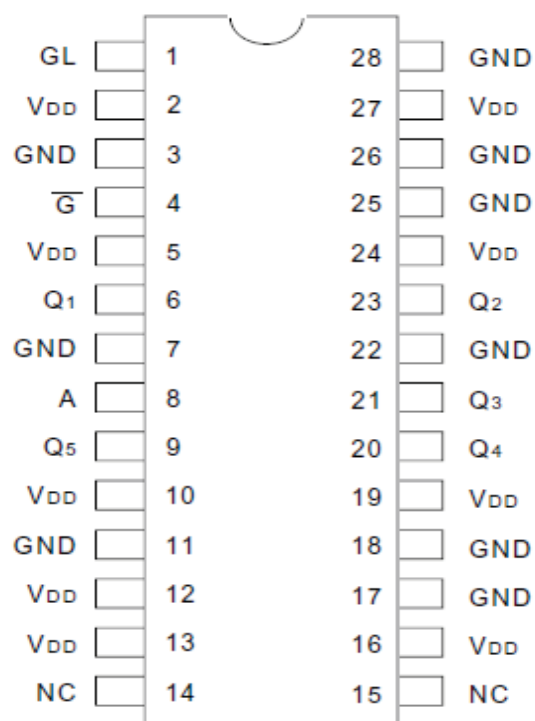 GL 1 28 GND
VDD 2 27 VDD
GND 3 26 GND
G̅ 4 25 GND
VDD 5 24 VDD
Q1 6 23 Q2
GND 7 22 GND
A 8 21 Q3
Q5 9 20 Q4
VDD 10 19 VDD
GND 11 18 GND
VDD 12 17 GND
VDD 13 16 VDD
NC 14 15 NC